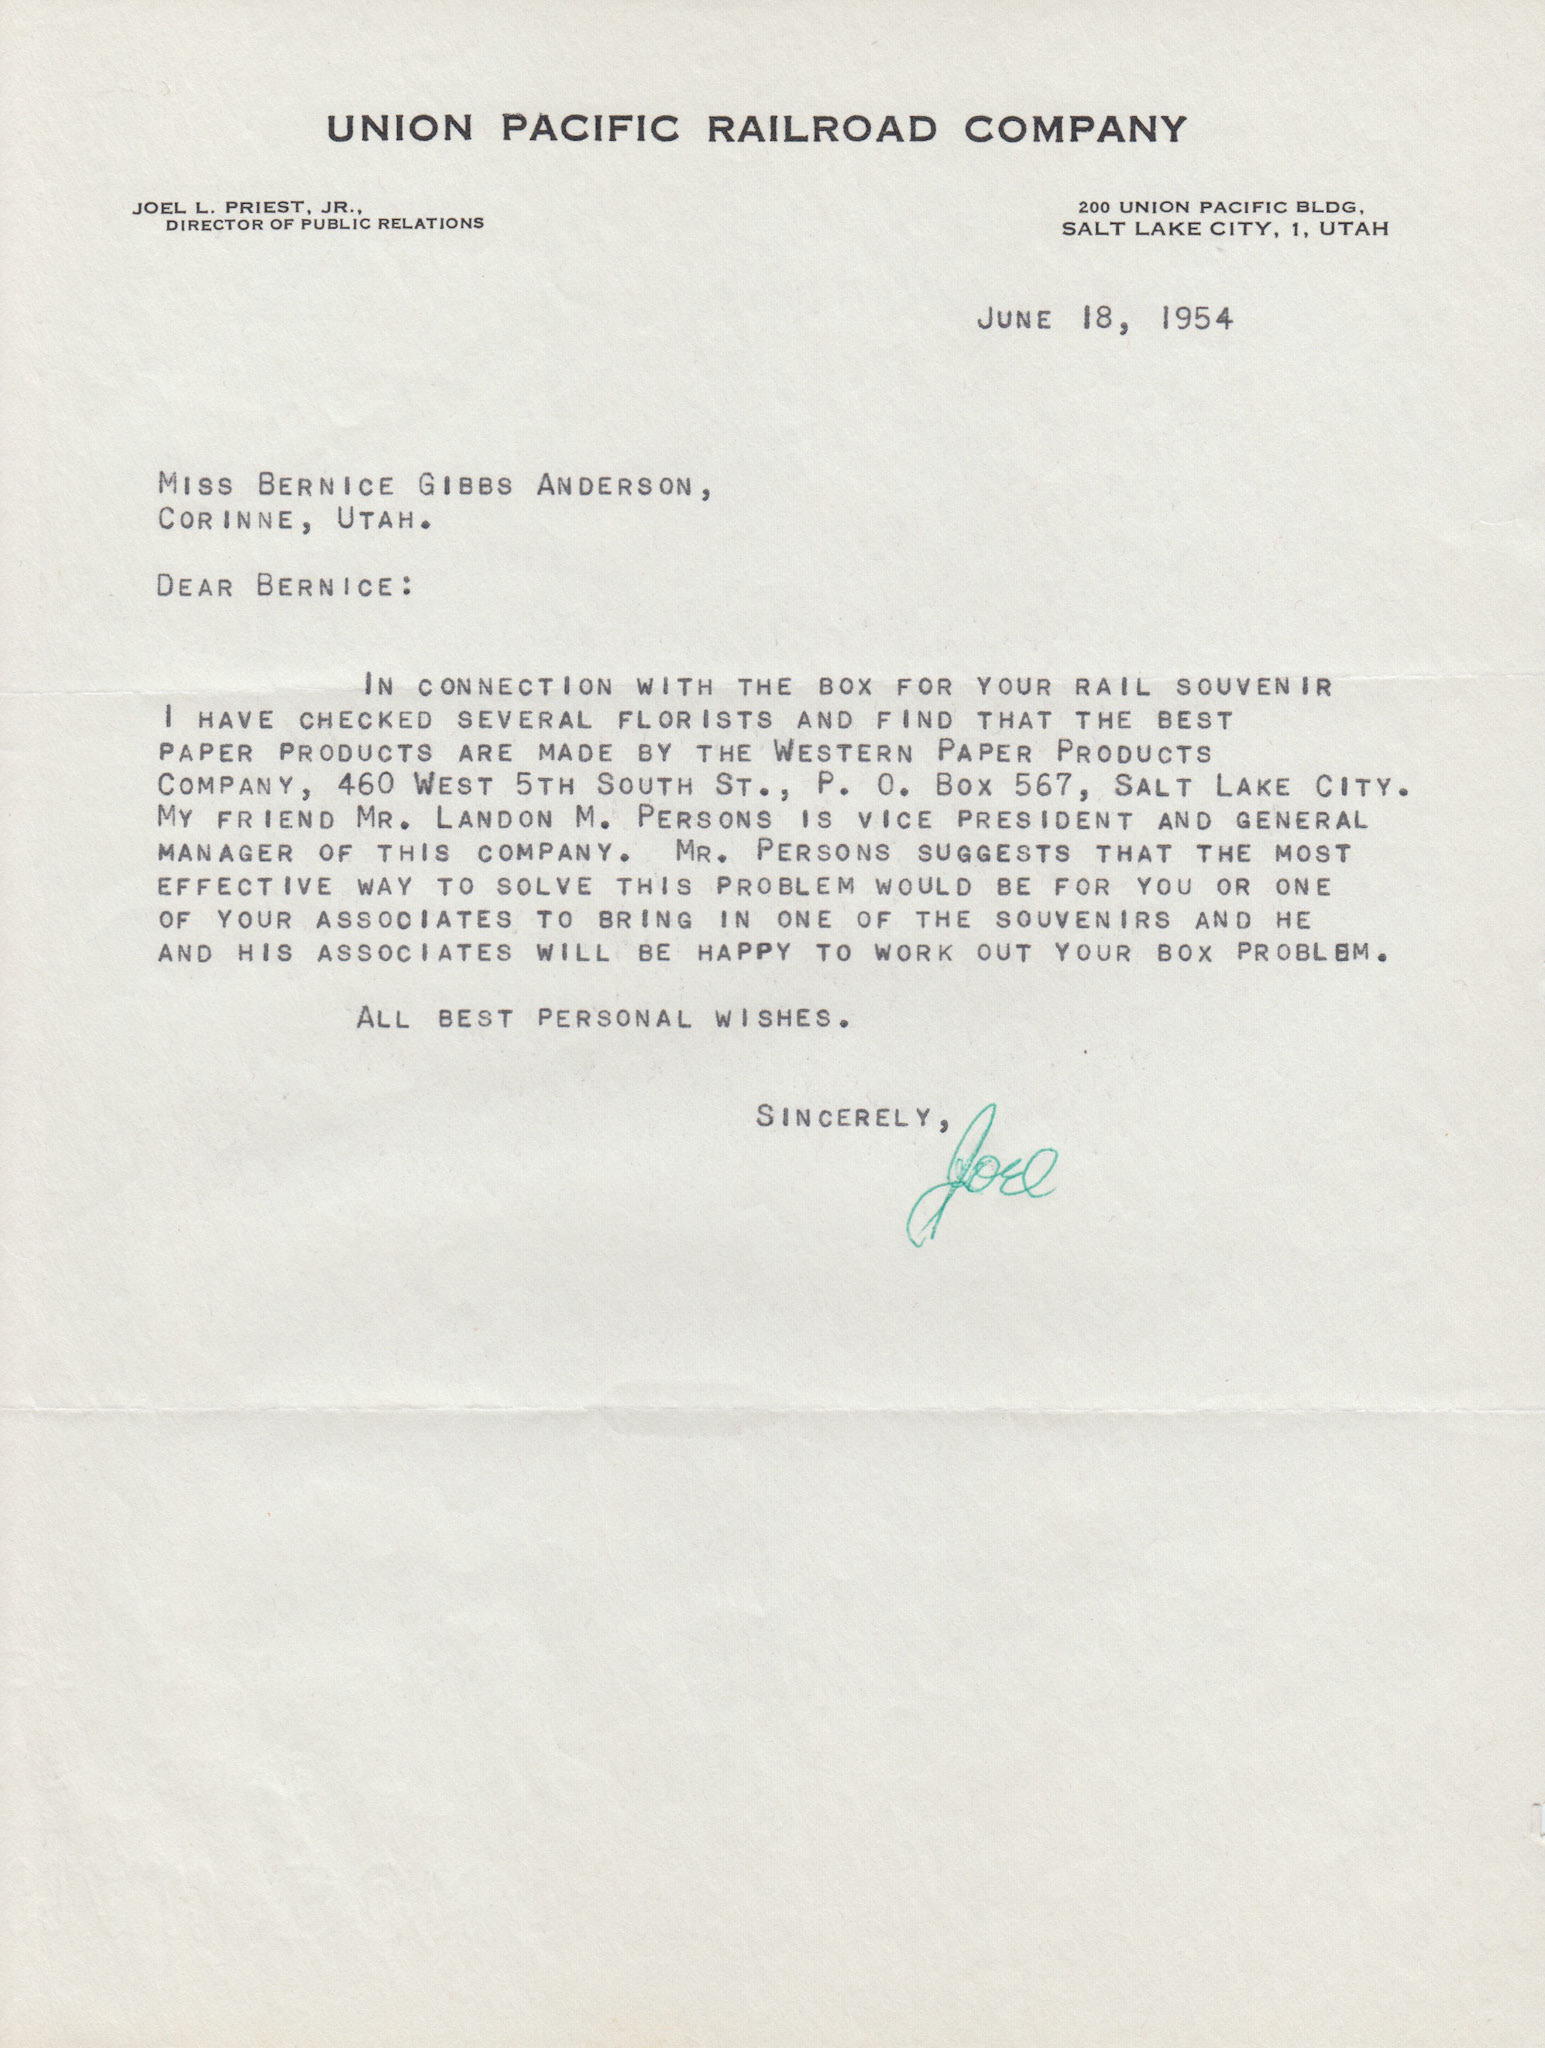 UNION PACIFIC RAILROAD COMPANY
JOEL L. PRIEST, JR.,
DIRECTOR OF PUBLIC RELATIONS
200 UNION PACIFIC BLDG,
SALT LAKE CITY, 1, UTAH
JUNE 18, 1954
MISS BERNICE GIBBS ANDERSON,
CORINNE, UTAH.
DEAR BERNICE:
IN CONNECTION WITH THE BOX FOR YOUR RAIL SOUVENIR
I HAVE CHECKED SEVERAL FLORISTS AND FIND THAT THE BEST
PAPER PRODUCTS ARE MADE BY THE WESTERN PAPER PRODUCTS
COMPANY, 460 WEST 5TH SOUTH ST., P. O. BOX 567, SALT LAKE CITY.
MY FRIEND MR. LANDON M. PERSONS IS VICE PRESIDENT AND GENERAL
MANAGER OF THIS COMPANY. MR. PERSONS SUGGESTS THAT THE MOST
EFFECTIVE WAY TO SOLVE THIS PROBLEM WOULD BE FOR YOU OR ONE
OF YOUR ASSOCIATES TO BRING IN ONE OF THE SOUVENIRS AND HE
AND HIS ASSOCIATES WILL BE HAPPY TO WORK OUT YOUR BOX PROBLEM.
ALL BEST PERSONAL WISHES.
SINCERELY,
Joel